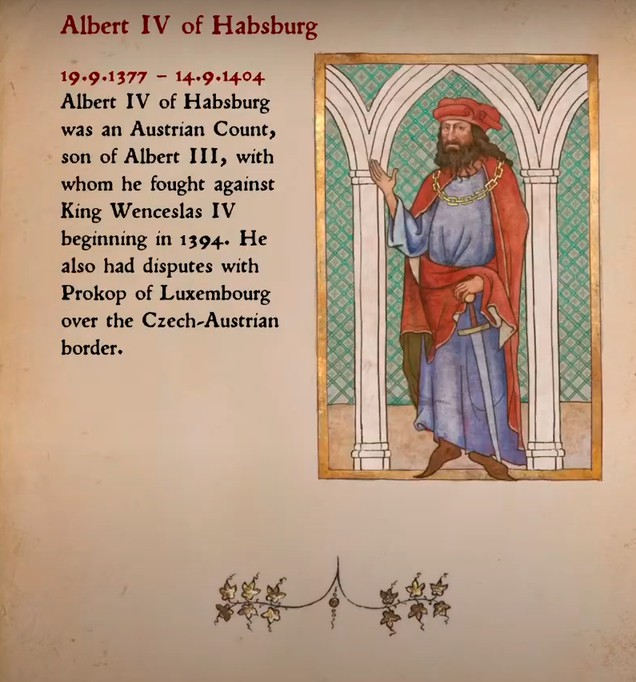 Albert IV of Habsburg
19.9.1377 – 14.9.1404
Albert IV of Habsburg
was an Austrian Count,
son of Albert III, with
whom he fought against
King Wenceslas IV
beginning in 1394. He
also had disputes with
Prokop of Luxembourg
over the Czech-Austrian
border.